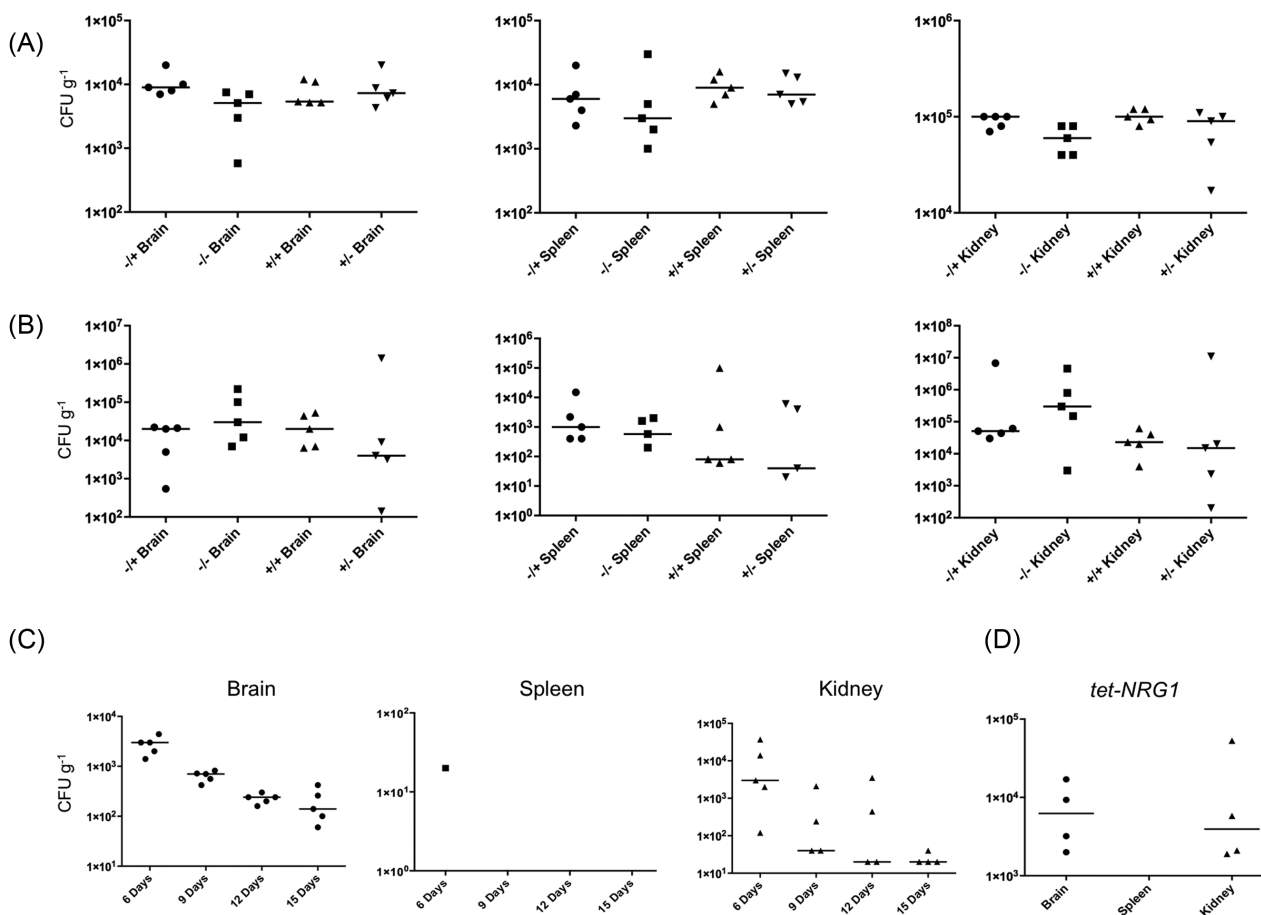 (A)
CFU g⁻¹
1×10⁵
1×10⁴
1×10³
1×10²
-/+ Brain
-/- Brain
+/+ Brain
+/- Brain
1×10⁵
1×10⁴
1×10³
1×10²
-/+ Spleen
-/- Spleen
+/+ Spleen
+/- Spleen
1×10⁶
1×10⁵
1×10⁴
-/+ Kidney
-/- Kidney
+/+ Kidney
+/- Kidney
(B)
CFU g⁻¹
1×10⁷
1×10⁶
1×10⁵
1×10⁴
1×10³
1×10²
-/+ Brain
-/- Brain
+/+ Brain
+/- Brain
1×10⁶
1×10⁵
1×10⁴
1×10³
1×10²
1×10¹
1×10⁰
-/+ Spleen
-/- Spleen
+/+ Spleen
+/- Spleen
1×10⁸
1×10⁷
1×10⁶
1×10⁵
1×10⁴
1×10³
1×10²
-/+ Kidney
-/- Kidney
+/+ Kidney
+/- Kidney
(C)
Brain
CFU g⁻¹
1×10⁴
1×10³
1×10²
1×10¹
6 Days
9 Days
12 Days
15 Days
Spleen
1×10²
1×10¹
1×10⁰
6 Days
9 Days
12 Days
15 Days
Kidney
1×10⁵
1×10⁴
1×10³
1×10²
1×10¹
6 Days
9 Days
12 Days
15 Days
(D)
tet-NRG1
1×10⁵
1×10⁴
1×10³
Brain
Spleen
Kidney